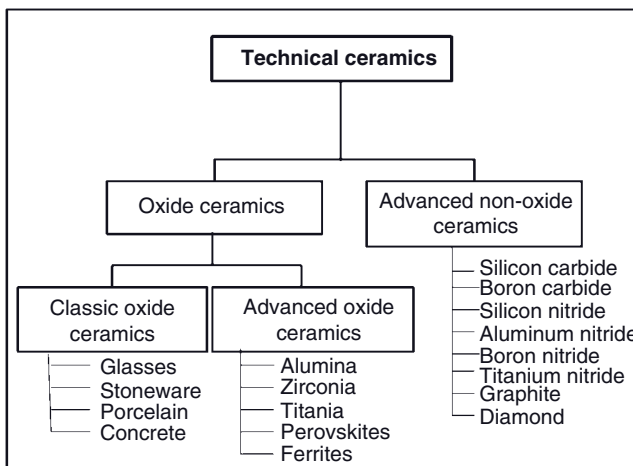 Technical ceramics
Oxide ceramics
Advanced non-oxide
ceramics
Classic oxide
ceramics
Advanced oxide
ceramics
Glasses
Stoneware
Porcelain
Concrete
Alumina
Zirconia
Titania
Perovskites
Ferrites
Silicon carbide
Boron carbide
Silicon nitride
Aluminum nitride
Boron nitride
Titanium nitride
Graphite
Diamond